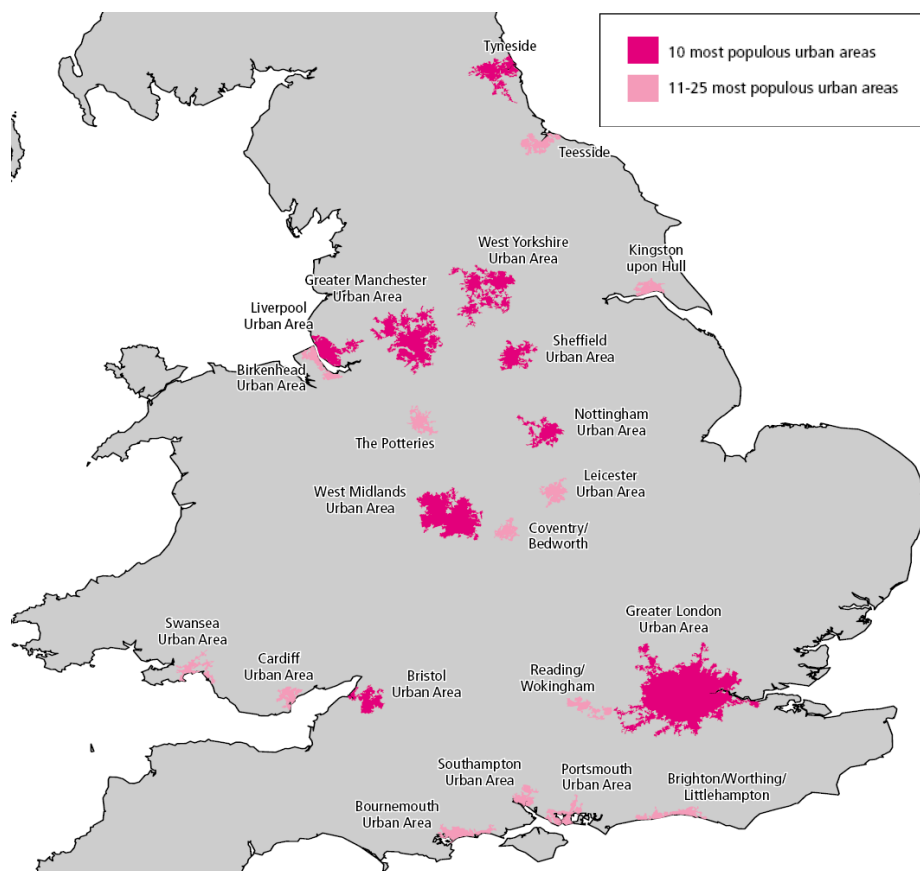 Tyneside
10 most populous urban areas
11-25 most populous urban areas
Teesside
West Yorkshire
Urban Area
Kingston
upon Hull
Greater Manchester
Urban Area
Liverpool
Urban Area
Sheffield
Urban Area
Birkenhead
Urban Area
Nottingham
Urban Area
The Potteries
Leicester
Urban Area
West Midlands
Urban Area
Coventry/
Bedworth
Greater London
Urban Area
Swansea
Urban Area
Cardiff
Urban Area
Bristol
Urban Area
Reading/
Wokingham
Southampton
Urban Area
Portsmouth
Urban Area
Brighton/Worthing/
Littlehampton
Bournemouth
Urban Area